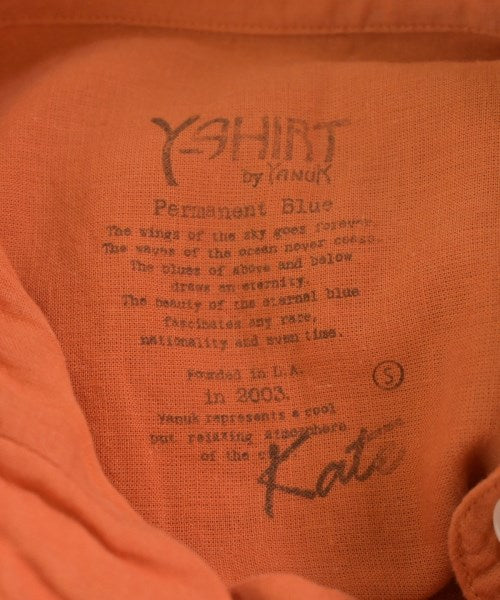 Y-SHIRT
by YANUK
Permanent Blue
The wings of the sky goes forever.
The waves of the ocean never cease.
The blues of above and below
draws an eternity.
The beauty of the eternal blue
fascinates any race,
nationality and even time.
Founded in L.A.
in 2003.
Yanuk represents a cool
but relaxing atmosphere
of the
S
Kate